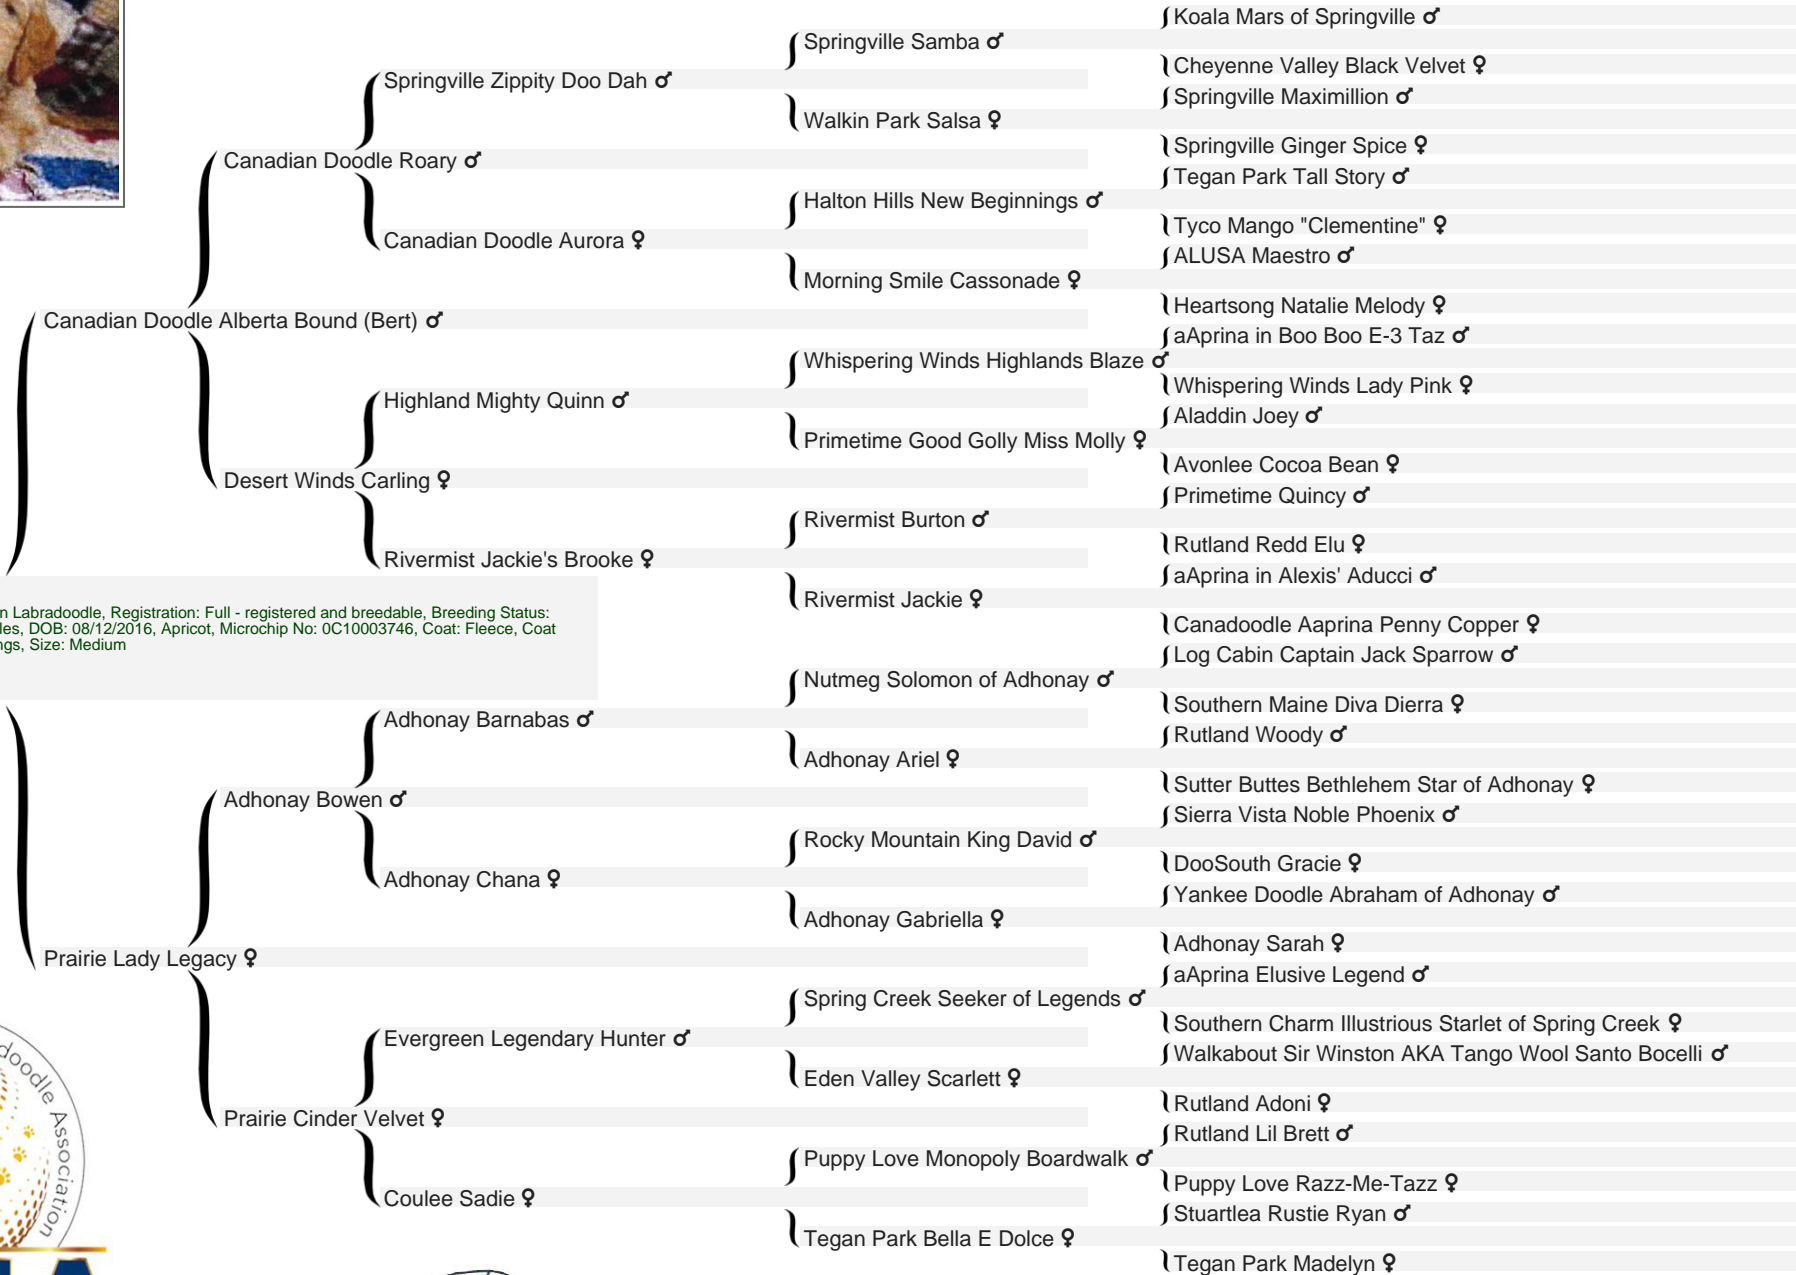 Koala Mars of Springville ♂
Springville Samba ♂
Cheyenne Valley Black Velvet ♀
Springville Zippity Doo Dah ♂
Springville Maximillion ♂
Walkin Park Salsa ♀
Springville Ginger Spice ♀
Canadian Doodle Roary ♂
Tegan Park Tall Story ♂
Halton Hills New Beginnings ♂
Tyco Mango "Clementine" ♀
Canadian Doodle Aurora ♀
ALUSA Maestro ♂
Morning Smile Cassonade ♀
Heartsong Natalie Melody ♀
Canadian Doodle Alberta Bound (Bert) ♂
aAprina in Boo Boo E-3 Taz ♂
Whispering Winds Highlands Blaze ♂
Whispering Winds Lady Pink ♀
Highland Mighty Quinn ♂
Aladdin Joey ♂
Primetime Good Golly Miss Molly ♀
Avonlee Cocoa Bean ♀
Desert Winds Carling ♀
Primetime Quincy ♂
Rivermist Burton ♂
Rutland Redd Elu ♀
Rivermist Jackie's Brooke ♀
aAprina in Alexis' Aducci ♂
Rivermist Jackie ♀
Canadoodle Aaprina Penny Copper ♀
n Labradoodle, Registration: Full - registered and breedable, Breeding Status:
les, DOB: 08/12/2016, Apricot, Microchip No: 0C10003746, Coat: Fleece, Coat
ngs, Size: Medium
Log Cabin Captain Jack Sparrow ♂
Nutmeg Solomon of Adhonay ♂
Southern Maine Diva Dierra ♀
Adhonay Barnabas ♂
Rutland Woody ♂
Adhonay Ariel ♀
Sutter Buttes Bethlehem Star of Adhonay ♀
Adhonay Bowen ♂
Sierra Vista Noble Phoenix ♂
Rocky Mountain King David ♂
DooSouth Gracie ♀
Adhonay Chana ♀
Yankee Doodle Abraham of Adhonay ♂
Adhonay Gabriella ♀
Adhonay Sarah ♀
Prairie Lady Legacy ♀
aAprina Elusive Legend ♂
Spring Creek Seeker of Legends ♂
Southern Charm Illustrious Starlet of Spring Creek ♀
Evergreen Legendary Hunter ♂
Walkabout Sir Winston AKA Tango Wool Santo Bocelli ♂
Eden Valley Scarlett ♀
Rutland Adoni ♀
Prairie Cinder Velvet ♀
Rutland Lil Brett ♂
Puppy Love Monopoly Boardwalk ♂
Puppy Love Razz-Me-Tazz ♀
Coulee Sadie ♀
Stuartlea Rustie Ryan ♂
Tegan Park Bella E Dolce ♀
Tegan Park Madelyn ♀
doodle Association